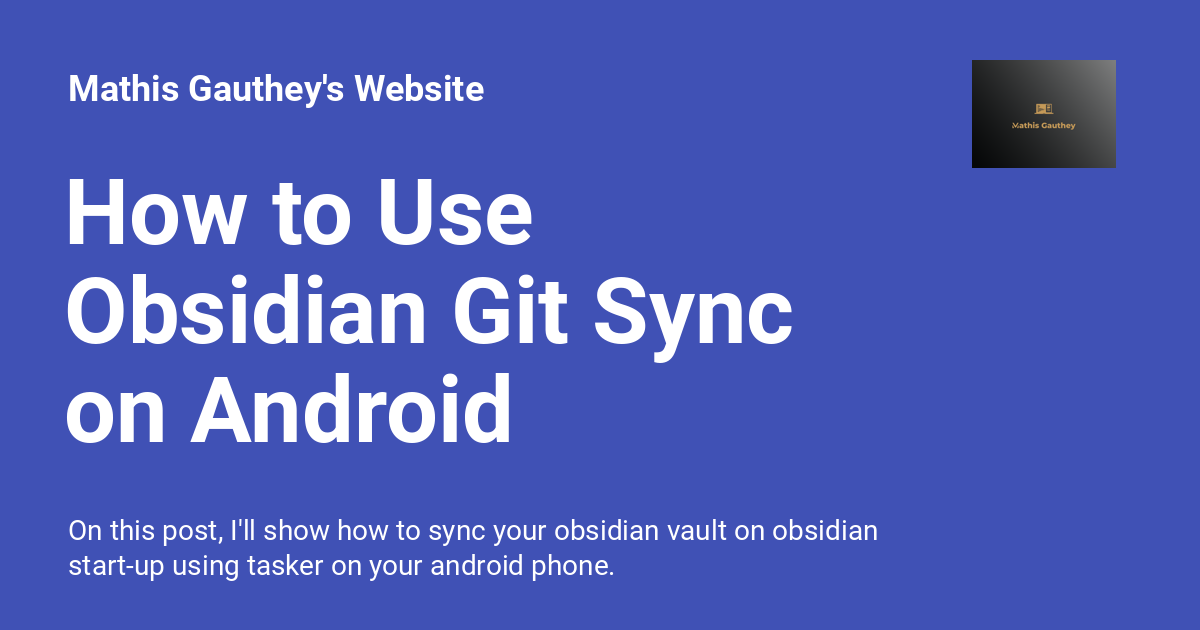 Mathis Gauthey's Website
Mathis Gauthey
How to Use
Obsidian Git Sync
on Android
On this post, I'll show how to sync your obsidian vault on obsidian
start-up using tasker on your android phone.